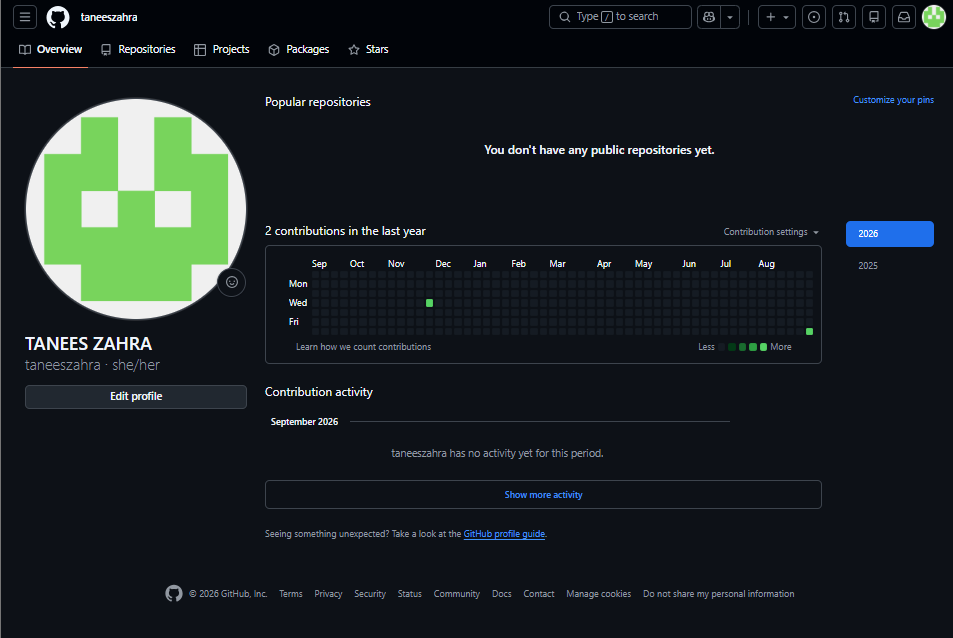 taneeszahra
Type / to search
Overview Repositories Projects Packages Stars
Popular repositories
Customize your pins
You don't have any public repositories yet.
2 contributions in the last year
Contribution settings
2026
2025
Sep Oct Nov Dec Jan Feb Mar Apr May Jun Jul Aug
Mon
Wed
Fri
Learn how we count contributions
Less More
TANEES ZAHRA
taneeszahra · she/her
Edit profile
Contribution activity
September 2026
taneeszahra has no activity yet for this period.
Show more activity
Seeing something unexpected? Take a look at the GitHub profile guide.
© 2026 GitHub, Inc. Terms Privacy Security Status Community Docs Contact Manage cookies Do not share my personal information